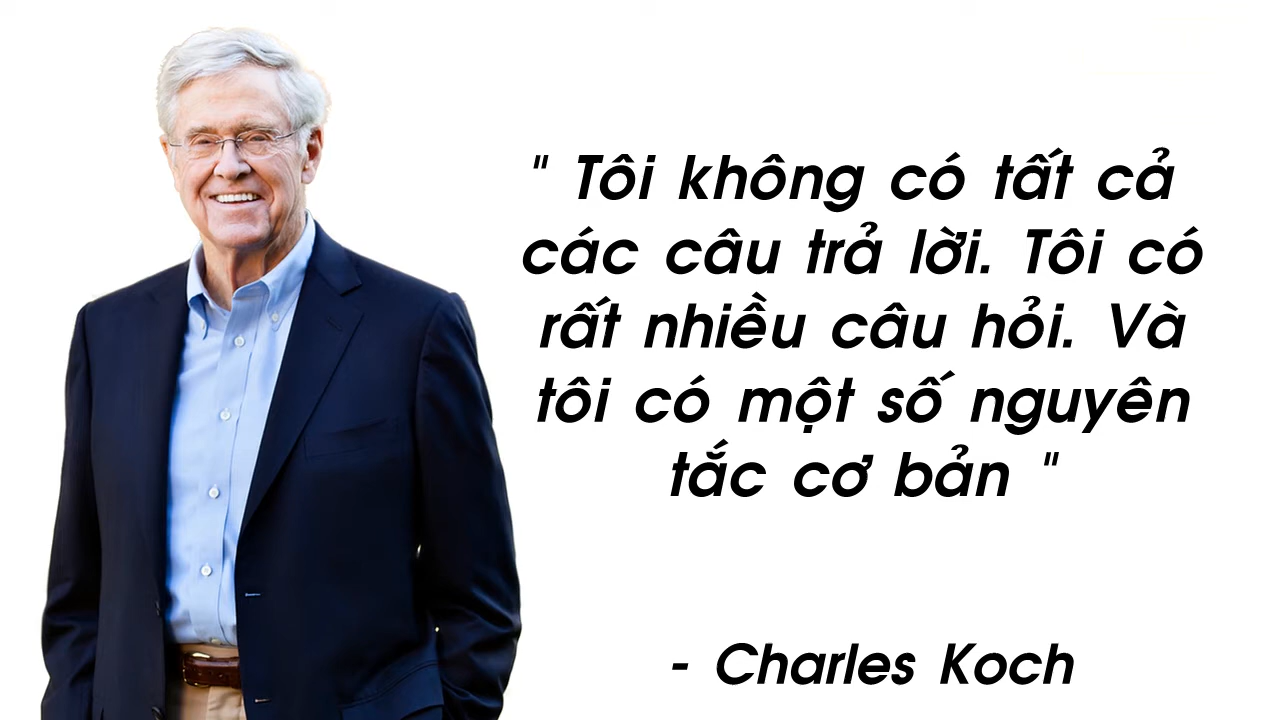 " Tôi không có tất cả
các câu trả lời. Tôi có
rất nhiều câu hỏi. Và
tôi có một số nguyên
tắc cơ bản "
- Charles Koch